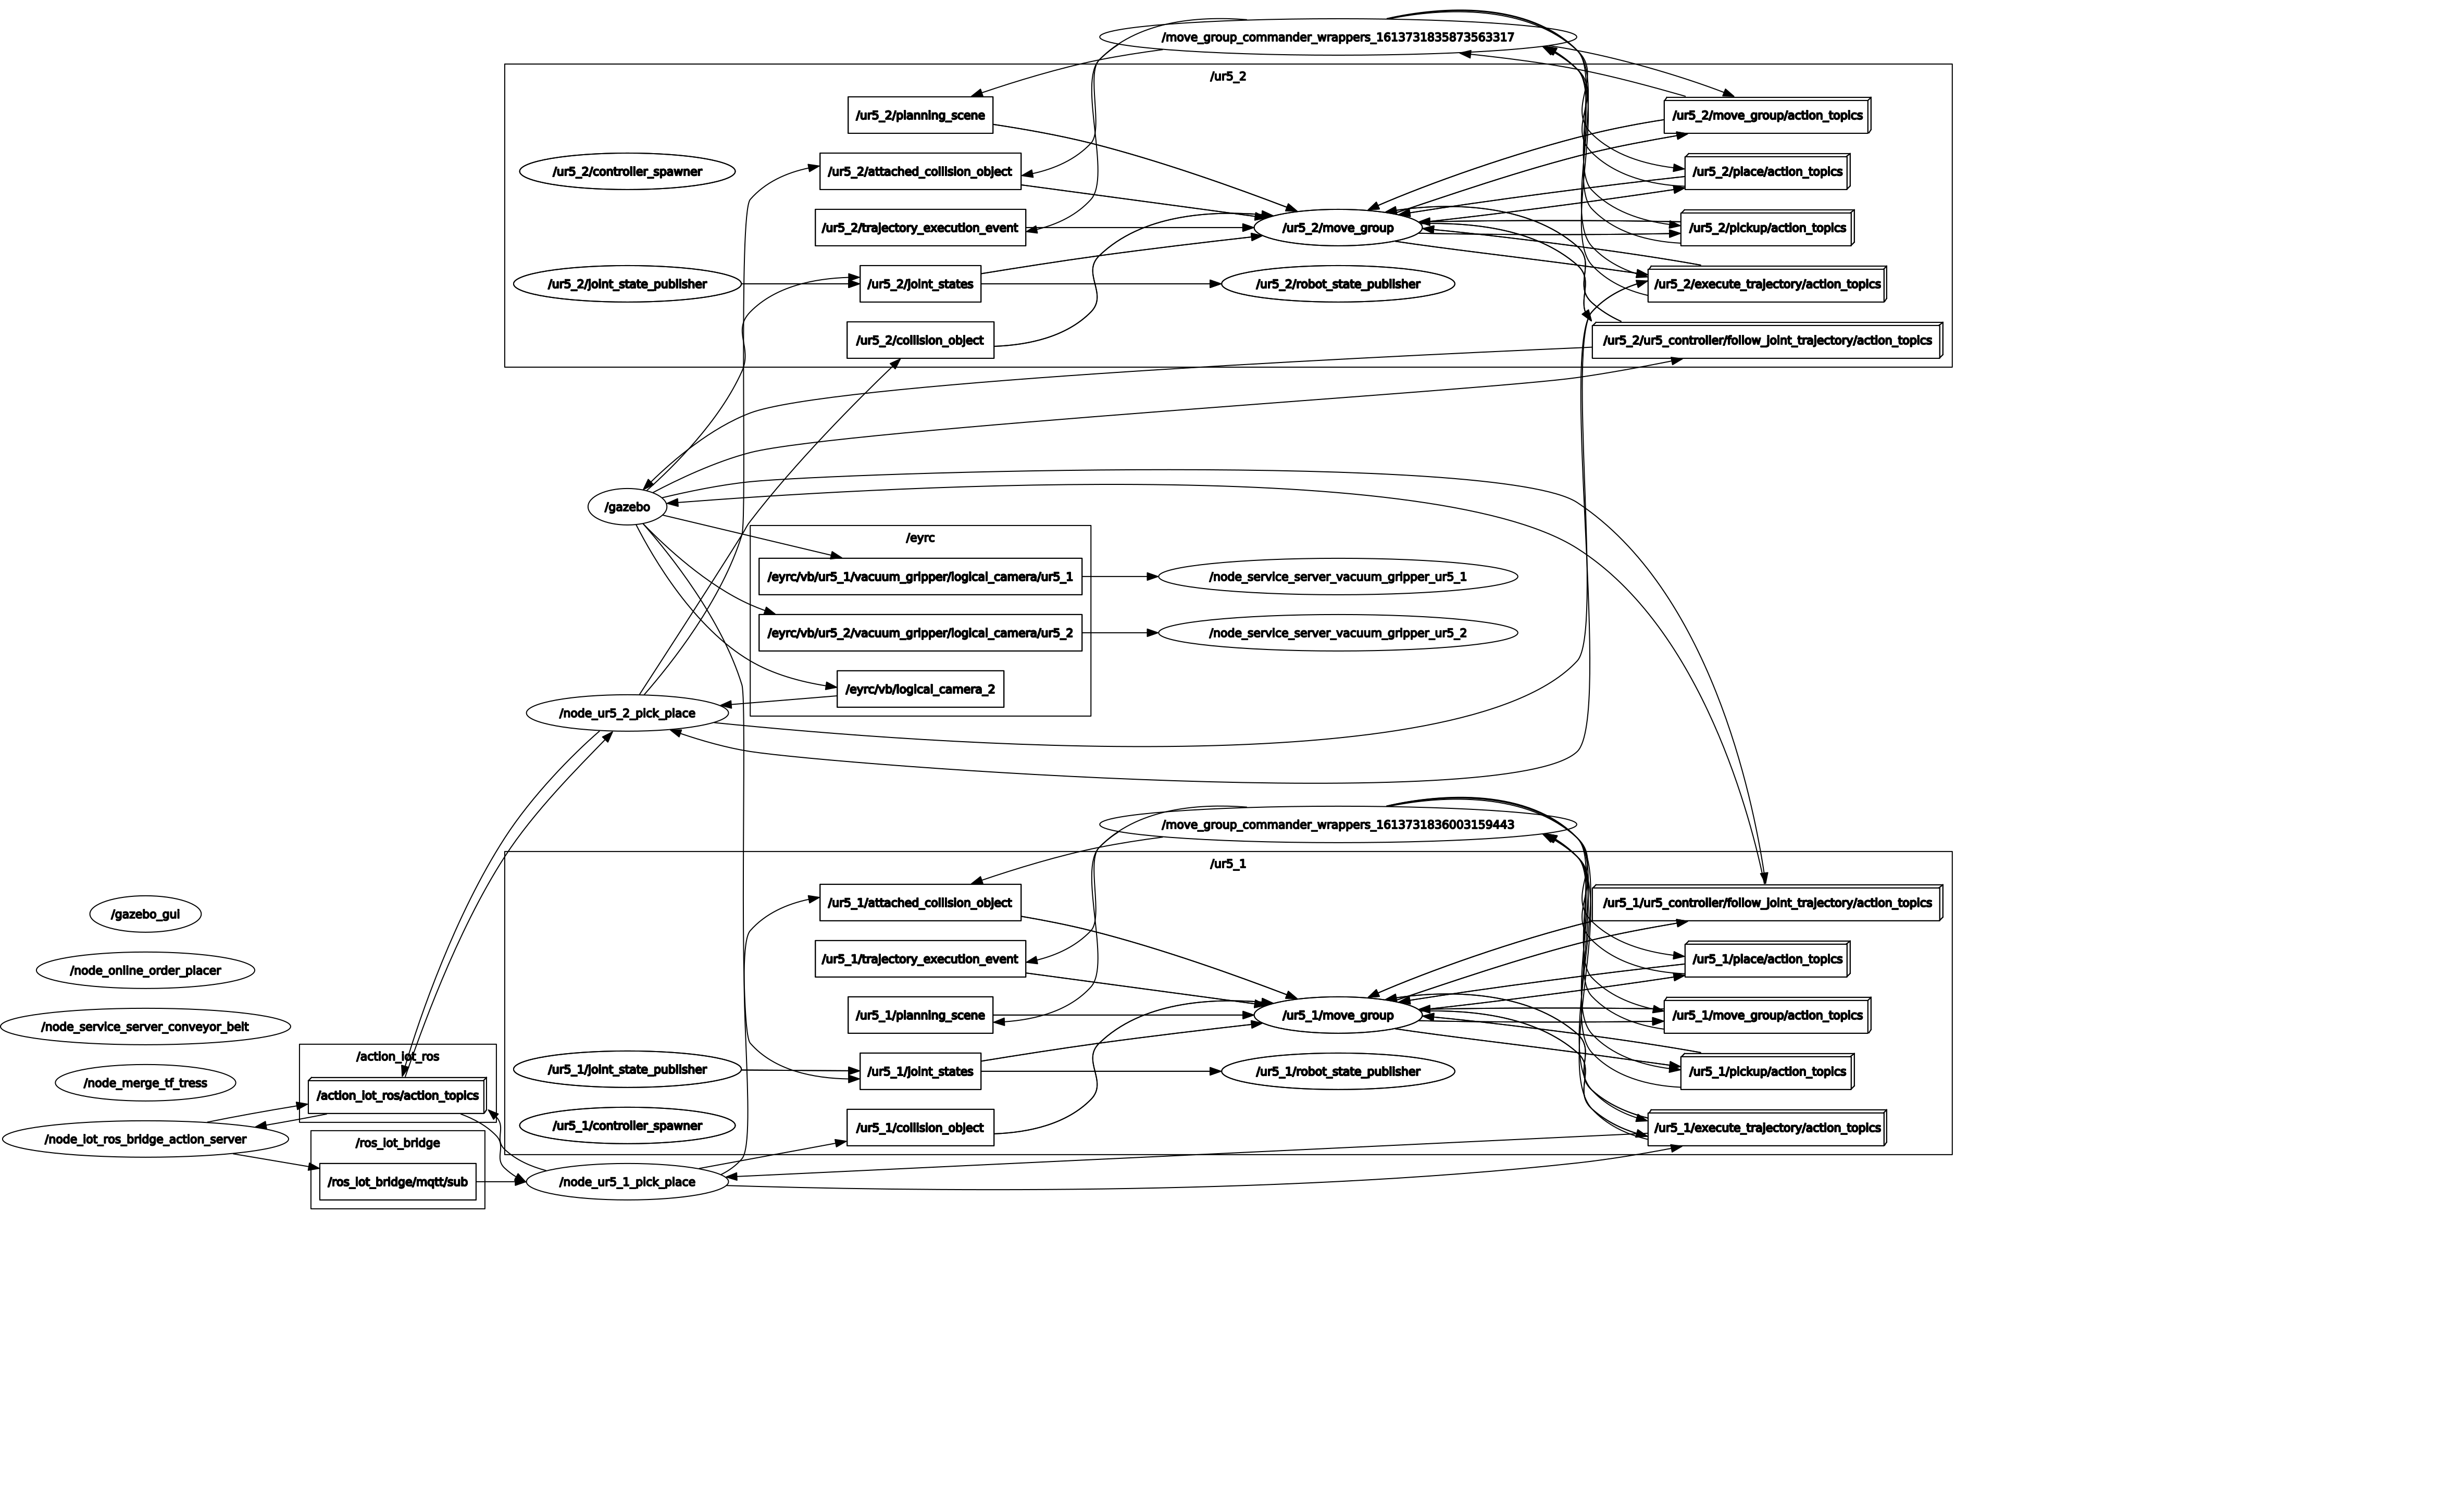 /move_group_commander_wrappers_1613731835873563317
/ur5_2
/ur5_2/planning_scene
/ur5_2/move_group/action_topics
/ur5_2/controller_spawner
/ur5_2/attached_collision_object
/ur5_2/place/action_topics
/ur5_2/trajectory_execution_event
/ur5_2/move_group
/ur5_2/pickup/action_topics
/ur5_2/joint_state_publisher
/ur5_2/joint_states
/ur5_2/robot_state_publisher
/ur5_2/execute_trajectory/action_topics
/ur5_2/collision_object
/ur5_2/ur5_controller/follow_joint_trajectory/action_topics
/gazebo
/eyrc
/eyrc/vb/ur5_1/vacuum_gripper/logical_camera/ur5_1
/node_service_server_vacuum_gripper_ur5_1
/eyrc/vb/ur5_2/vacuum_gripper/logical_camera/ur5_2
/node_service_server_vacuum_gripper_ur5_2
/eyrc/vb/logical_camera_2
/node_ur5_2_pick_place
/move_group_commander_wrappers_1613731836003159443
/ur5_1
/ur5_1/attached_collision_object
/ur5_1/ur5_controller/follow_joint_trajectory/action_topics
/gazebo_gui
/ur5_1/trajectory_execution_event
/ur5_1/place/action_topics
/node_online_order_placer
/ur5_1/planning_scene
/ur5_1/move_group
/ur5_1/move_group/action_topics
/node_service_server_conveyor_belt
/action_iot_ros
/ur5_1/joint_state_publisher
/ur5_1/joint_states
/ur5_1/robot_state_publisher
/ur5_1/pickup/action_topics
/node_merge_tf_tress
/action_iot_ros/action_topics
/ur5_1/controller_spawner
/ur5_1/collision_object
/ur5_1/execute_trajectory/action_topics
/node_iot_ros_bridge_action_server
/ros_iot_bridge
/ros_iot_bridge/mqtt/sub
/node_ur5_1_pick_place